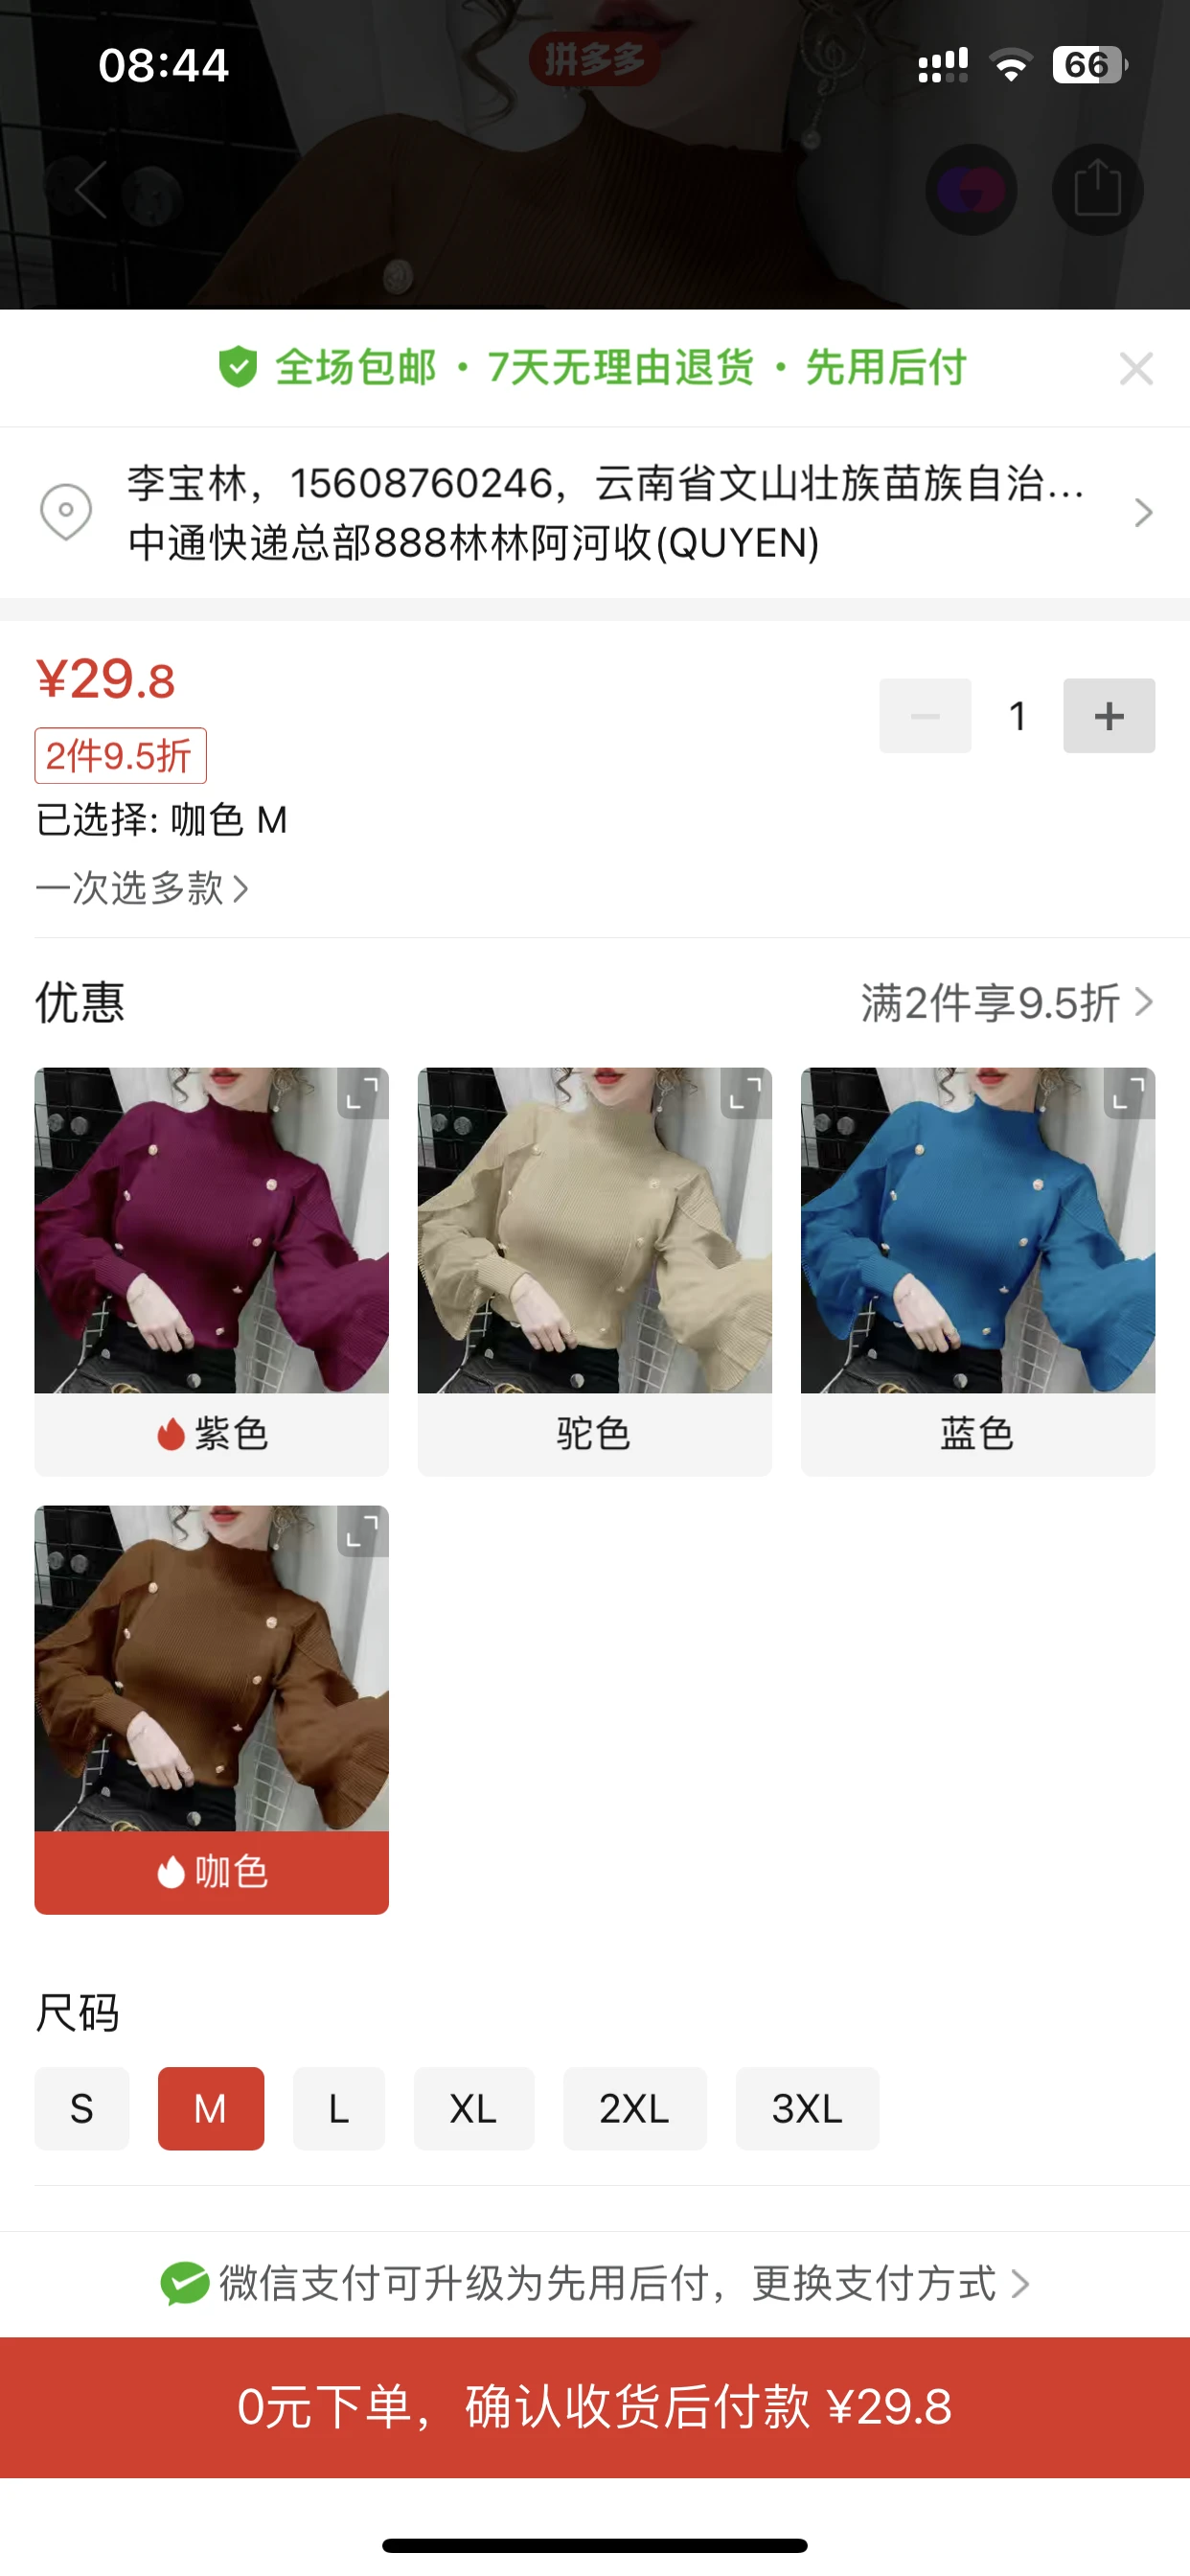 08:44
拼多多
66
全场包邮 · 7天无理由退货 · 先用后付
李宝林，15608760246，云南省文山壮族苗族自治...
中通快递总部888林林阿河收(QUYEN)
¥29.8
1
2件9.5折
已选择: 咖色 M
一次选多款
优惠
满2件享9.5折
紫色
驼色
蓝色
咖色
尺码
S
M
L
XL
2XL
3XL
微信支付可升级为先用后付，更换支付方式
0元下单，确认收货后付款 ¥29.8